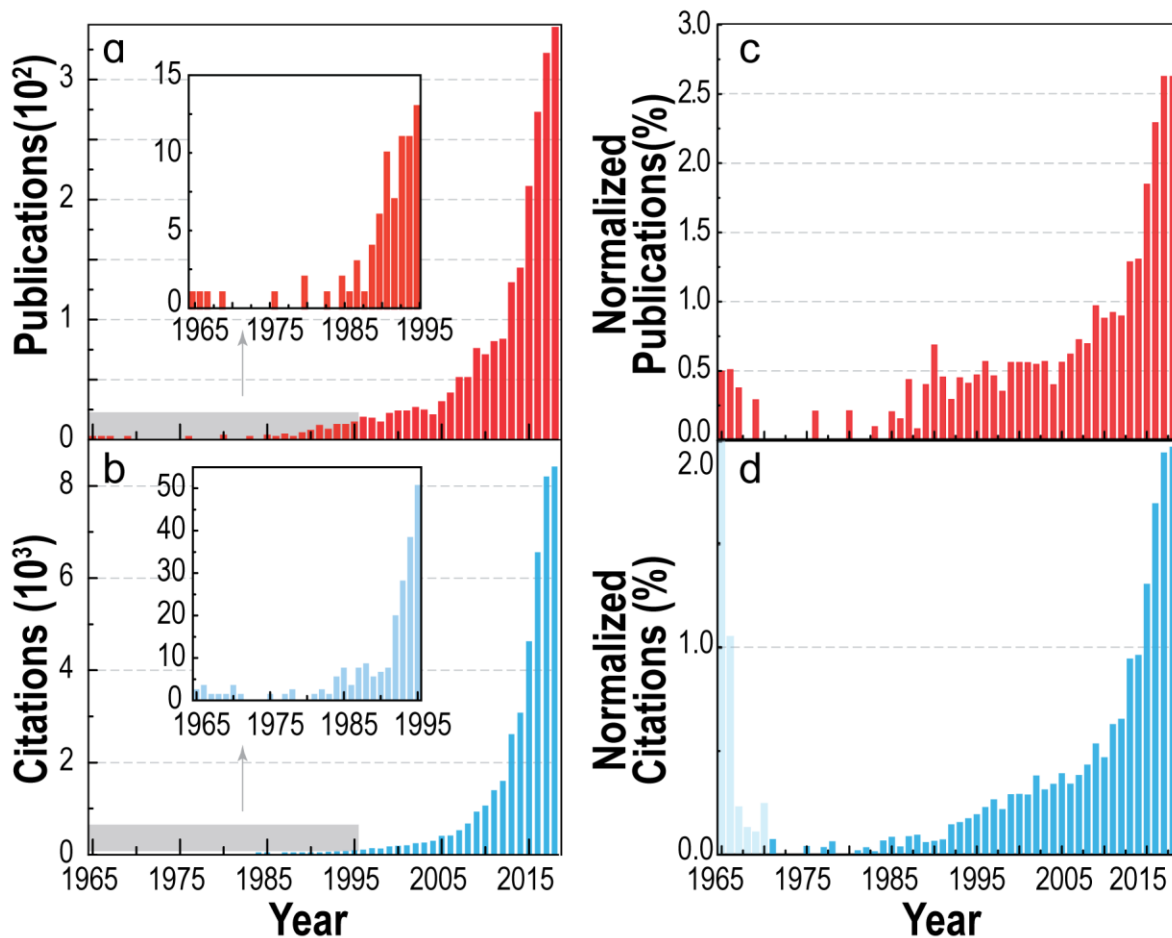 a
Publications(10²)
3
2
1
0
15
10
5
0
1965 1975 1985 1995
b
Citations (10³)
8
6
4
2
0
50
40
30
20
10
0
1965 1975 1985 1995
1965 1975 1985 1995 2005 2015
Year
c
Normalized
Publications(%)
3.0
2.5
2.0
1.5
1.0
0.5
0.0
d
Normalized
Citations (%)
2.0
1.0
0.0
1965 1975 1985 1995 2005 2015
Year